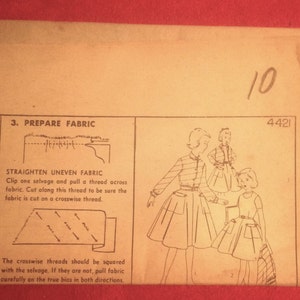 10
3. PREPARE FABRIC
4421
STRAIGHTEN UNEVEN FABRIC
Clip one selvage and pull a thread across
fabric. Cut along this thread to be sure the
fabric is cut on a crosswise thread.
The crosswise threads should be squared
with the selvage. If they are not, pull fabric
carefully on the true bias in both directions.